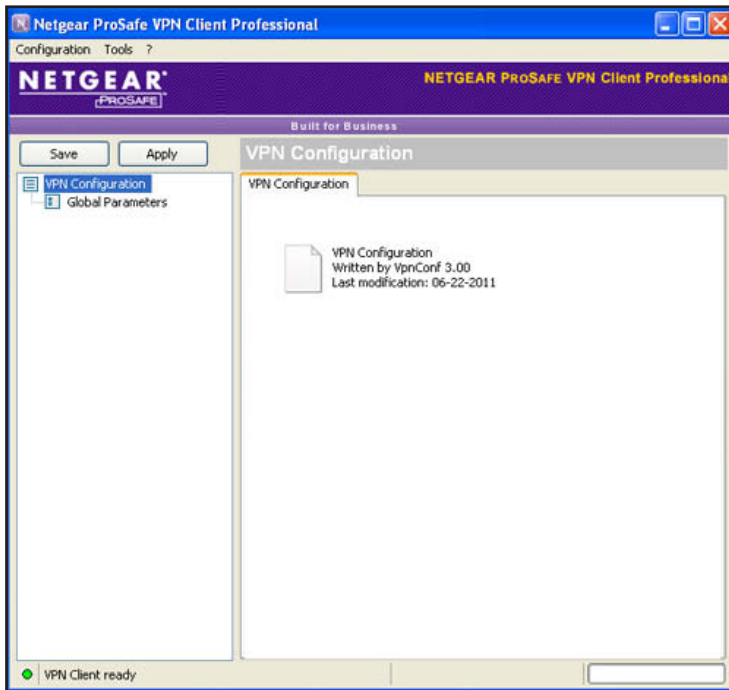 Netgear ProSafe VPN Client Professional
Configuration Tools ?
NETGEAR®
PROSAFE
NETGEAR PROSAFE VPN Client Professional
Built for Business
Save Apply
VPN Configuration
VPN Configuration
Global Parameters
VPN Configuration
VPN Configuration
Written by VpnConf 3.00
Last modification: 06-22-2011
VPN Client ready